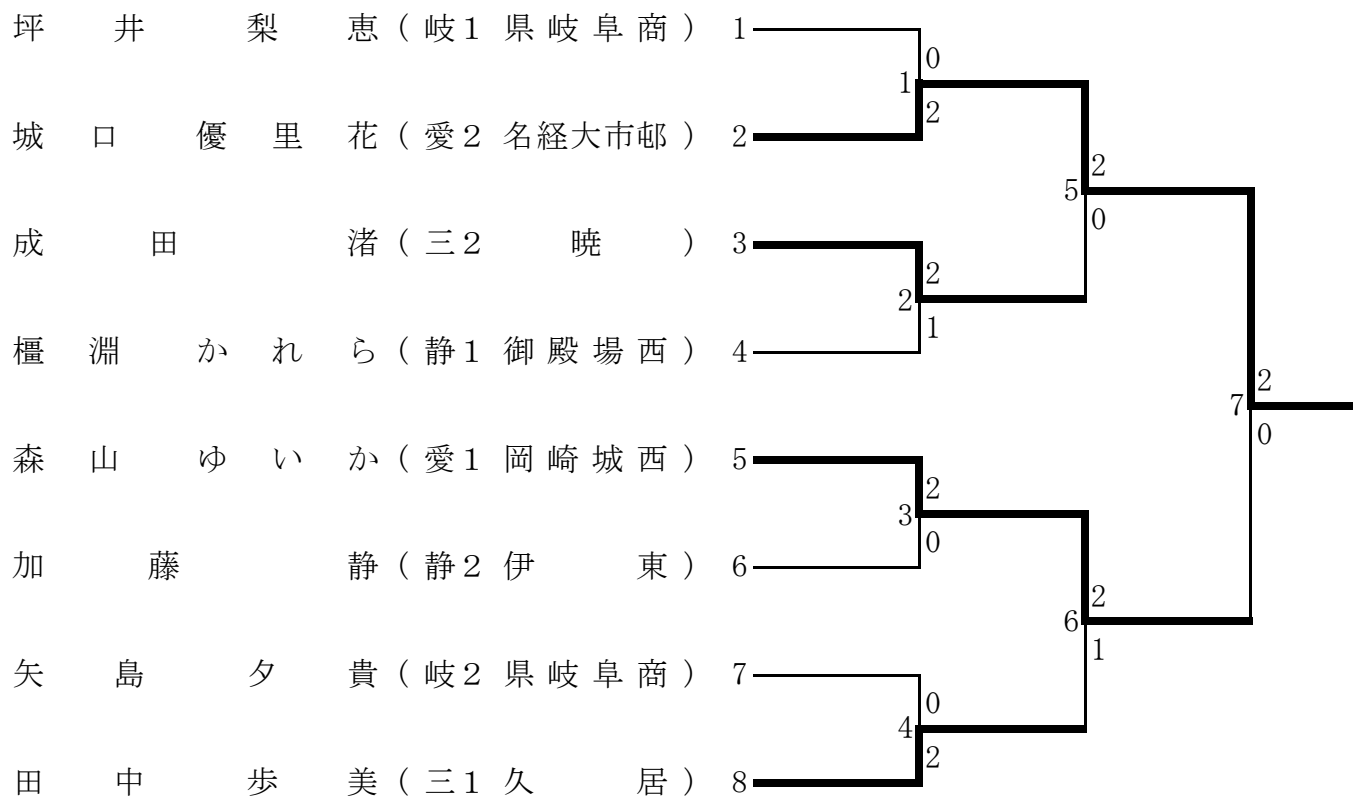 坪井梨恵（岐1 県岐阜商） 1
0
1
2
城口優里花（愛2 名経大市邨） 2
2
5
0
成田渚（三2 暁） 3
2
2
1
橿淵かれら（静1 御殿場西） 4
2
7
0
森山ゆいか（愛1 岡崎城西） 5
2
3
0
加藤静（静2 伊東） 6
2
6
1
矢島夕貴（岐2 県岐阜商） 7
0
4
2
田中歩美（三1 久居） 8